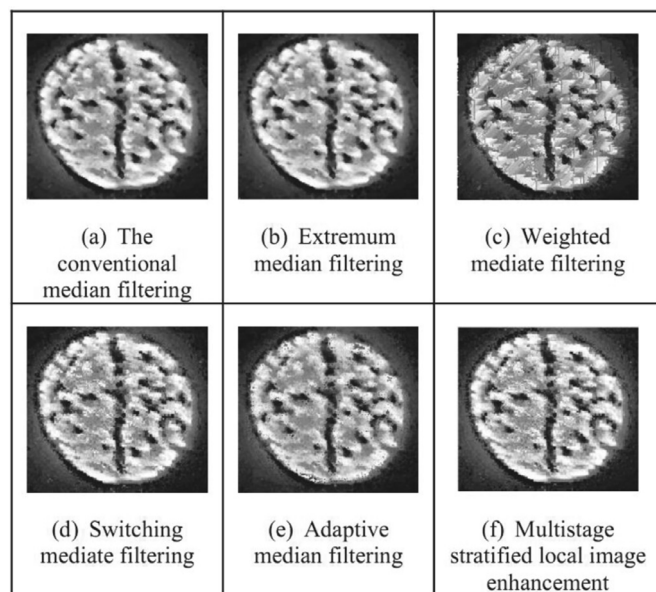 (a) The
conventional
median filtering
(b) Extremum
median filtering
(c) Weighted
mediate filtering
(d) Switching
mediate filtering
(e) Adaptive
median filtering
(f) Multistage
stratified local image
enhancement